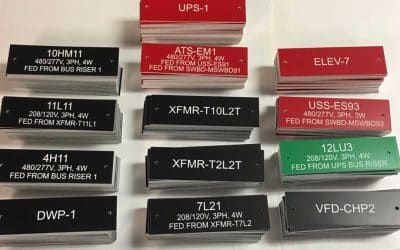 UPS-1
10HM11
480/277V, 3PH, 4W
FED FROM BUS RISER 1
ATS-EM1
480/277V, 3PH, 4W
FED FROM USS-ES91
FED FROM SWBD-MSWBD91
ELEV-7
11L11
208/120V, 3PH, 4W
FED FROM XFMR-T11L1
XFMR-T10L2T
USS-ES93
480/277V, 3PH, 3W
FED FROM SWBD-MSWBD93
4H11
480/277V, 3PH, 4W
FED FROM BUS RISER 1
XFMR-T2L2T
12LU3
208/120V, 3PH, 4W
FED FROM UPS BUS RISER
DWP-1
7L21
208/120V, 3PH, 4W
FED FROM XFMR-T7L2
VFD-CHP2